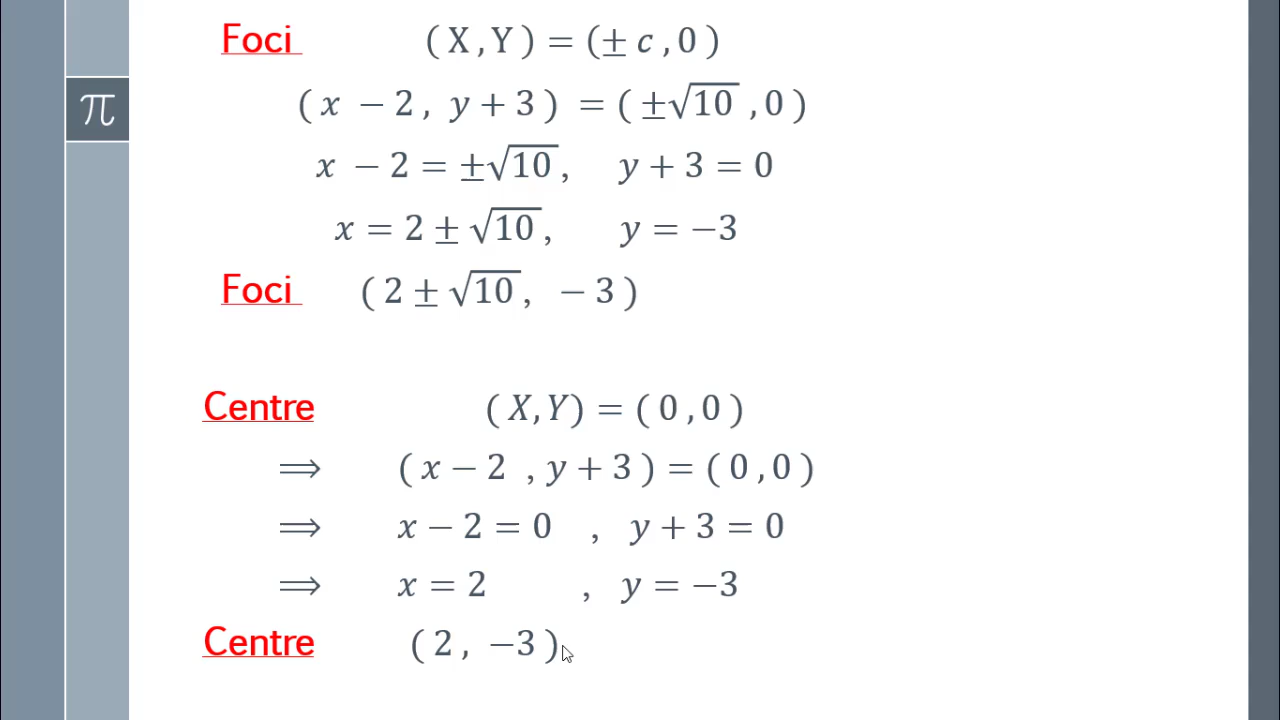 Foci ( X , Y ) = (± c , 0 )
π
( x − 2 , y + 3 ) = ( ±√10 , 0 )
x − 2 = ±√10 , y + 3 = 0
x = 2 ± √10 , y = −3
Foci ( 2 ± √10 , − 3 )
Centre ( X, Y) = ( 0 , 0 )
⟹ ( x − 2 , y + 3 ) = ( 0 , 0 )
⟹ x − 2 = 0 , y + 3 = 0
⟹ x = 2 , y = −3
Centre ( 2 , −3 )